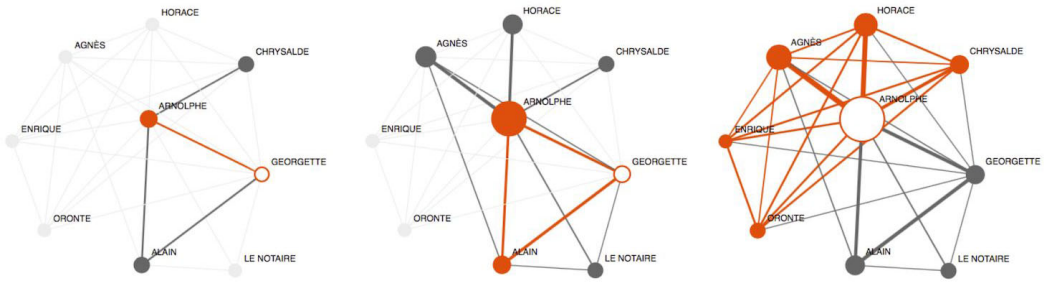 HORACE
AGNÈS
CHRYSALDE
ARNOLPHE
ENRIQUE
GEORGETTE
ORONTE
ALAIN
LE NOTAIRE
HORACE
AGNÈS
CHRYSALDE
ARNOLPHE
ENRIQUE
GEORGETTE
ORONTE
ALAIN
LE NOTAIRE
HORACE
AGNÈS
CHRYSALDE
ARNOLPHE
ENRIQUE
GEORGETTE
ORONTE
ALAIN
LE NOTAIRE